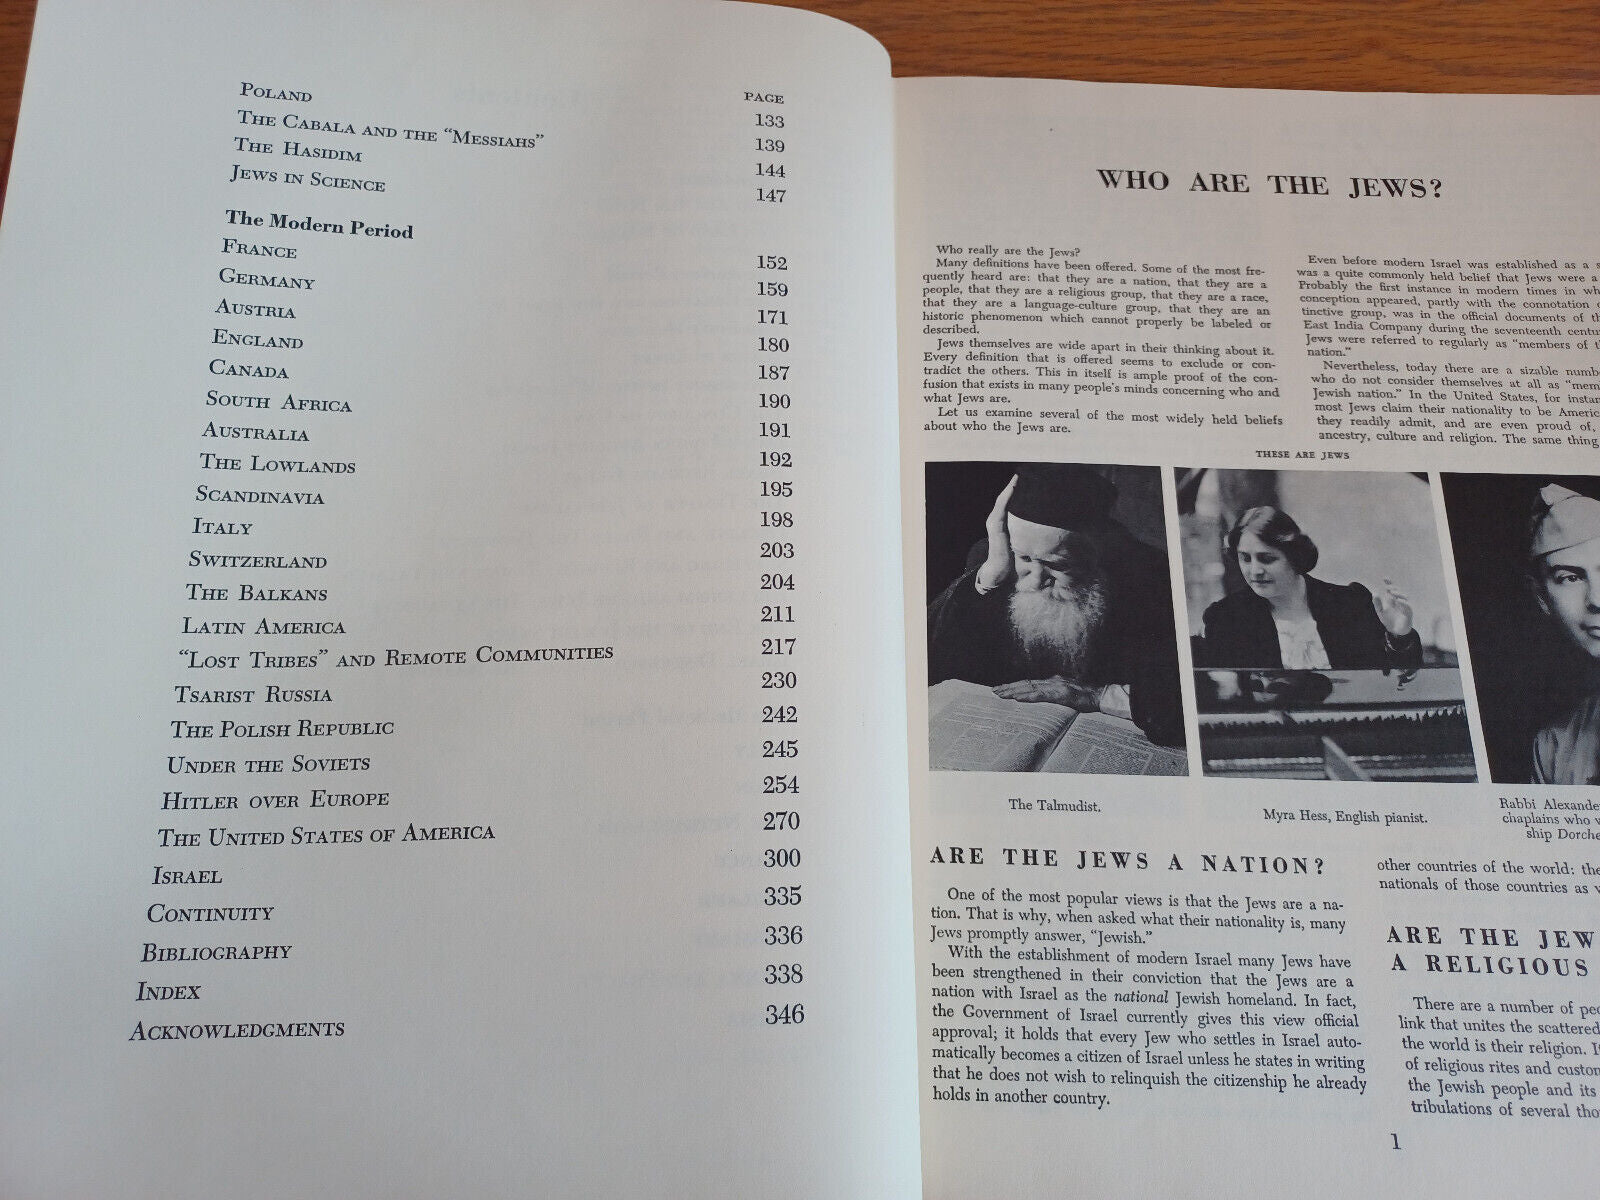 PAGE
POLAND 133
THE CABALA AND THE “MESSIAHS” 139
THE HASIDIM 144
JEWS IN SCIENCE 147
The Modern Period
FRANCE 152
GERMANY 159
AUSTRIA 171
ENGLAND 180
CANADA 187
SOUTH AFRICA 190
AUSTRALIA 191
THE LOWLANDS 192
SCANDINAVIA 195
ITALY 198
SWITZERLAND 203
THE BALKANS 204
LATIN AMERICA 211
“LOST TRIBES” AND REMOTE COMMUNITIES 217
TSARIST RUSSIA 230
THE POLISH REPUBLIC 242
UNDER THE SOVIETS 245
HITLER OVER EUROPE 254
THE UNITED STATES OF AMERICA 270
ISRAEL 300
CONTINUITY 335
BIBLIOGRAPHY 336
INDEX 338
ACKNOWLEDGMENTS 346
WHO ARE THE JEWS?
Who really are the Jews?
Many definitions have been offered. Some of the most fre-
quently heard are: that they are a nation, that they are a
people, that they are a religious group, that they are a race,
that they are a language-culture group, that they are an
historic phenomenon which cannot properly be labeled or
described.
Jews themselves are wide apart in their thinking about it.
Every definition that is offered seems to exclude or con-
tradict the others. This in itself is ample proof of the con-
fusion that exists in many people's minds concerning who and
what Jews are.
Let us examine several of the most widely held beliefs
about who the Jews are.
Even before modern Israel was established as a
was a quite commonly held belief that Jews were a
Probably the first instance in modern times in
conception appeared, partly with the connotation
tinctive group, was in the official documents of
East India Company during the seventeenth
Jews were referred to regularly as “members of
nation.”
Nevertheless, today there are a sizable
who do not consider themselves at all as
Jewish nation.” In the United States, for
most Jews claim their nationality to be
they readily admit, and are even proud of,
ancestry, culture and religion. The same thing
THESE ARE JEWS
The Talmudist.
Myra Hess, English pianist.
Rabbi
chaplains who
ship
ARE THE JEWS A NATION?
One of the most popular views is that the Jews are a na-
tion. That is why, when asked what their nationality is, many
Jews promptly answer, “Jewish.”
With the establishment of modern Israel many Jews have
been strengthened in their conviction that the Jews are a
nation with Israel as the national Jewish homeland. In fact,
the Government of Israel currently gives this view official
approval; it holds that every Jew who settles in Israel auto-
matically becomes a citizen of Israel unless he states in writing
that he does not wish to relinquish the citizenship he already
holds in another country.
other countries of the world:
nationals of those countries as
ARE THE
A RELIGIOUS
There are a number of
link that unites the scattered
the world is their religion.
of religious rites and
the Jewish people and its
tribulations of several
1